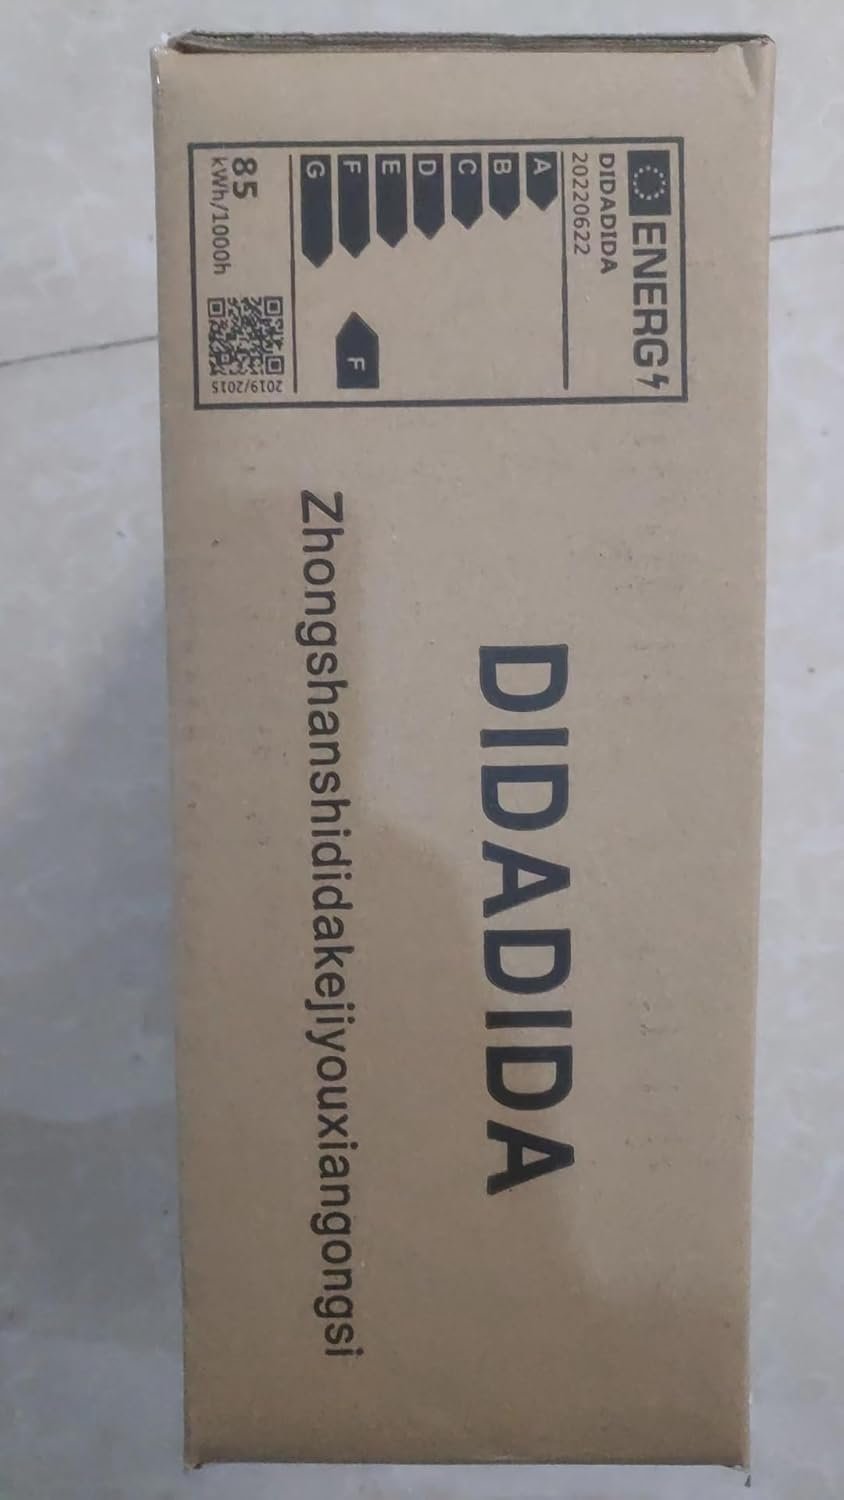 ENERG
DIDADIDA
20220622
A
B
C
D
E
F
G
F
85
kWh/1000h
2019/2015
DIDADIDA
Zhongshanshididakejiyouxiangongsi